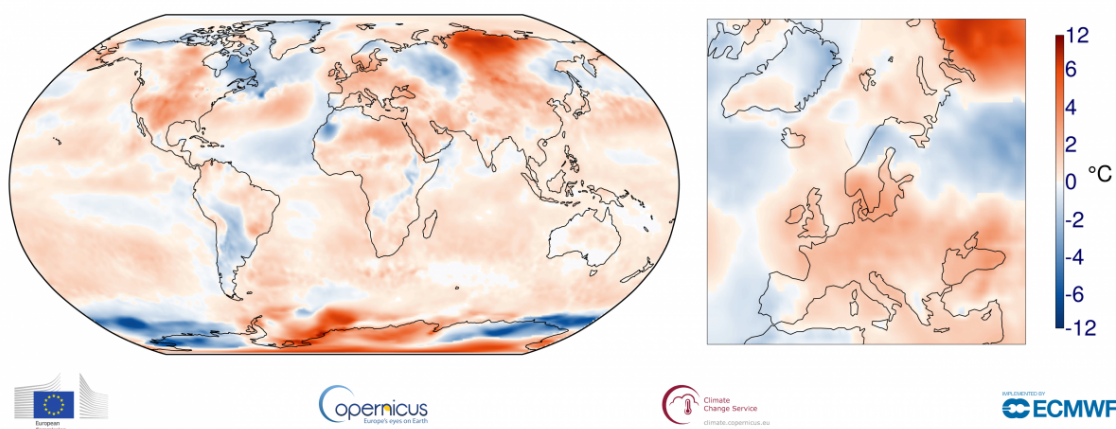 12
6
4
2
0
-2
-4
-6
-12
°C
European
opernicus
Europe's eyes on Earth
Climate
Change Service
climate.copernicus.eu
IMPLEMENTED BY
ECMWF